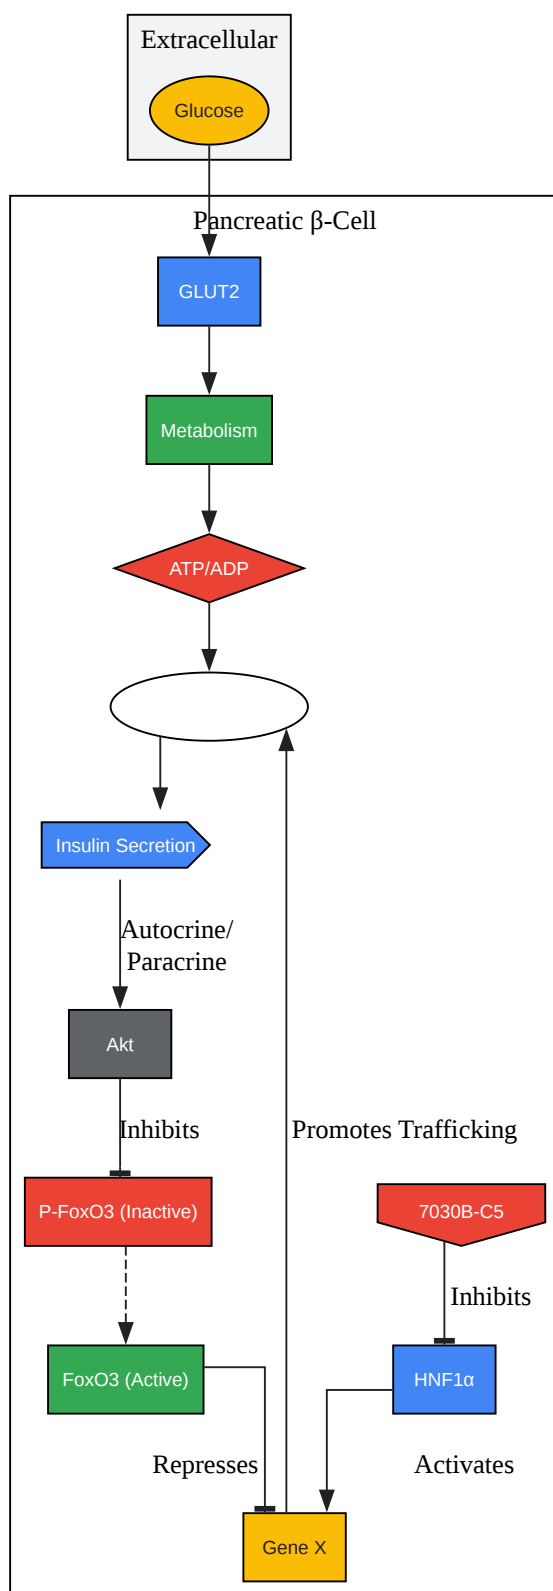 Extracellular
Glucose
Pancreatic β-Cell
GLUT2
Metabolism
ATP/ADP
Insulin Secretion
Autocrine/
Paracrine
Akt
Inhibits
Promotes Trafficking
P-FoxO3 (Inactive)
7030B-C5
Inhibits
FoxO3 (Active)
HNF1α
Represses
Activates
Gene X